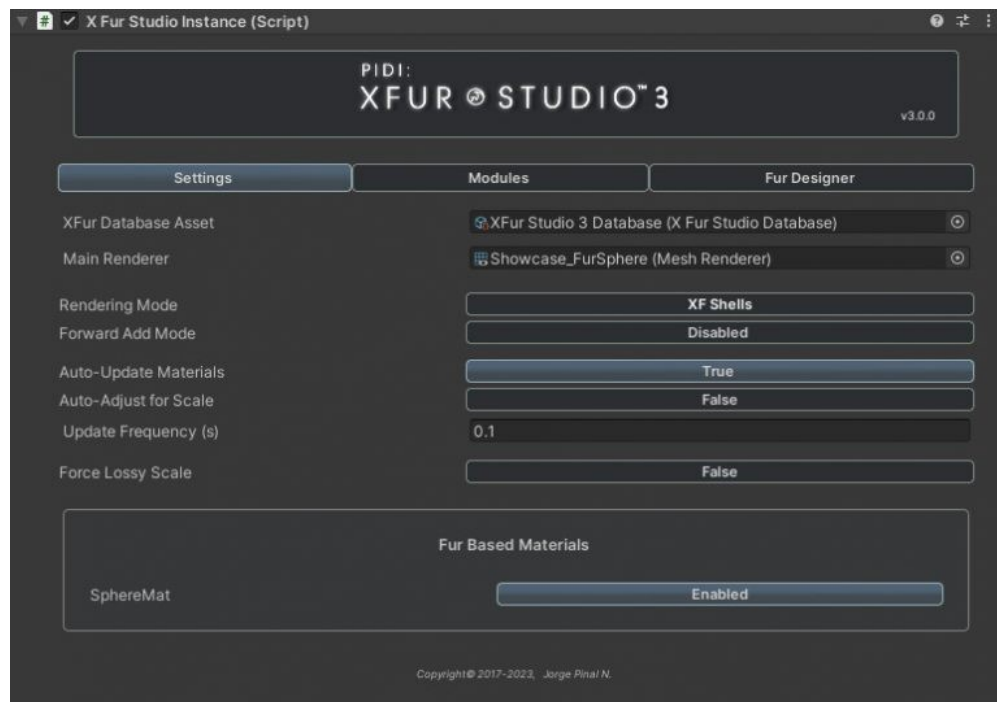 # X Fur Studio Instance (Script)
PIDI:
XFUR STUDIO™ 3
v3.0.0
Settings Modules Fur Designer
XFur Database Asset XFur Studio 3 Database (X Fur Studio Database)
Main Renderer Showcase_FurSphere (Mesh Renderer)
Rendering Mode XF Shells
Forward Add Mode Disabled
Auto-Update Materials True
Auto-Adjust for Scale False
Update Frequency (s) 0.1
Force Lossy Scale False
Fur Based Materials
SphereMat Enabled
Copyright© 2017-2023, Jorge Pinal N.